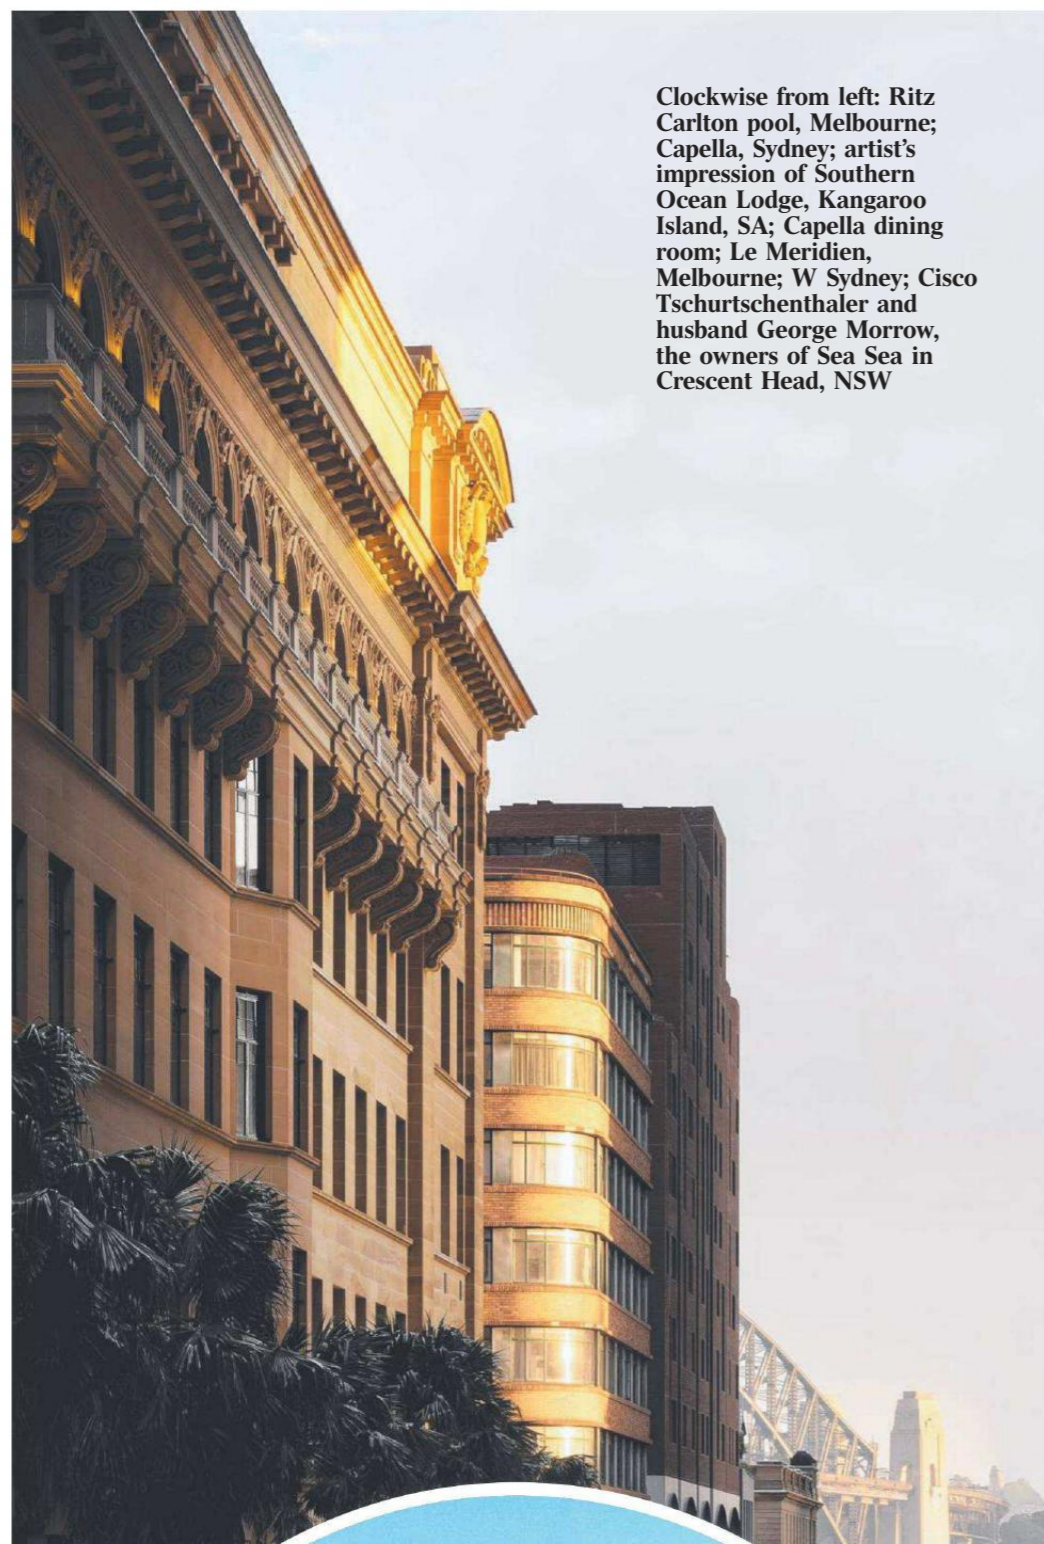 Clockwise from left: Ritz
Carlton pool, Melbourne;
Capella, Sydney; artist’s
impression of Southern
Ocean Lodge, Kangaroo
Island, SA; Capella dining
room; Le Meridien,
Melbourne; W Sydney; Cisco
Tschurtschenthaler and
husband George Morrow,
the owners of Sea Sea in
Crescent Head, NSW